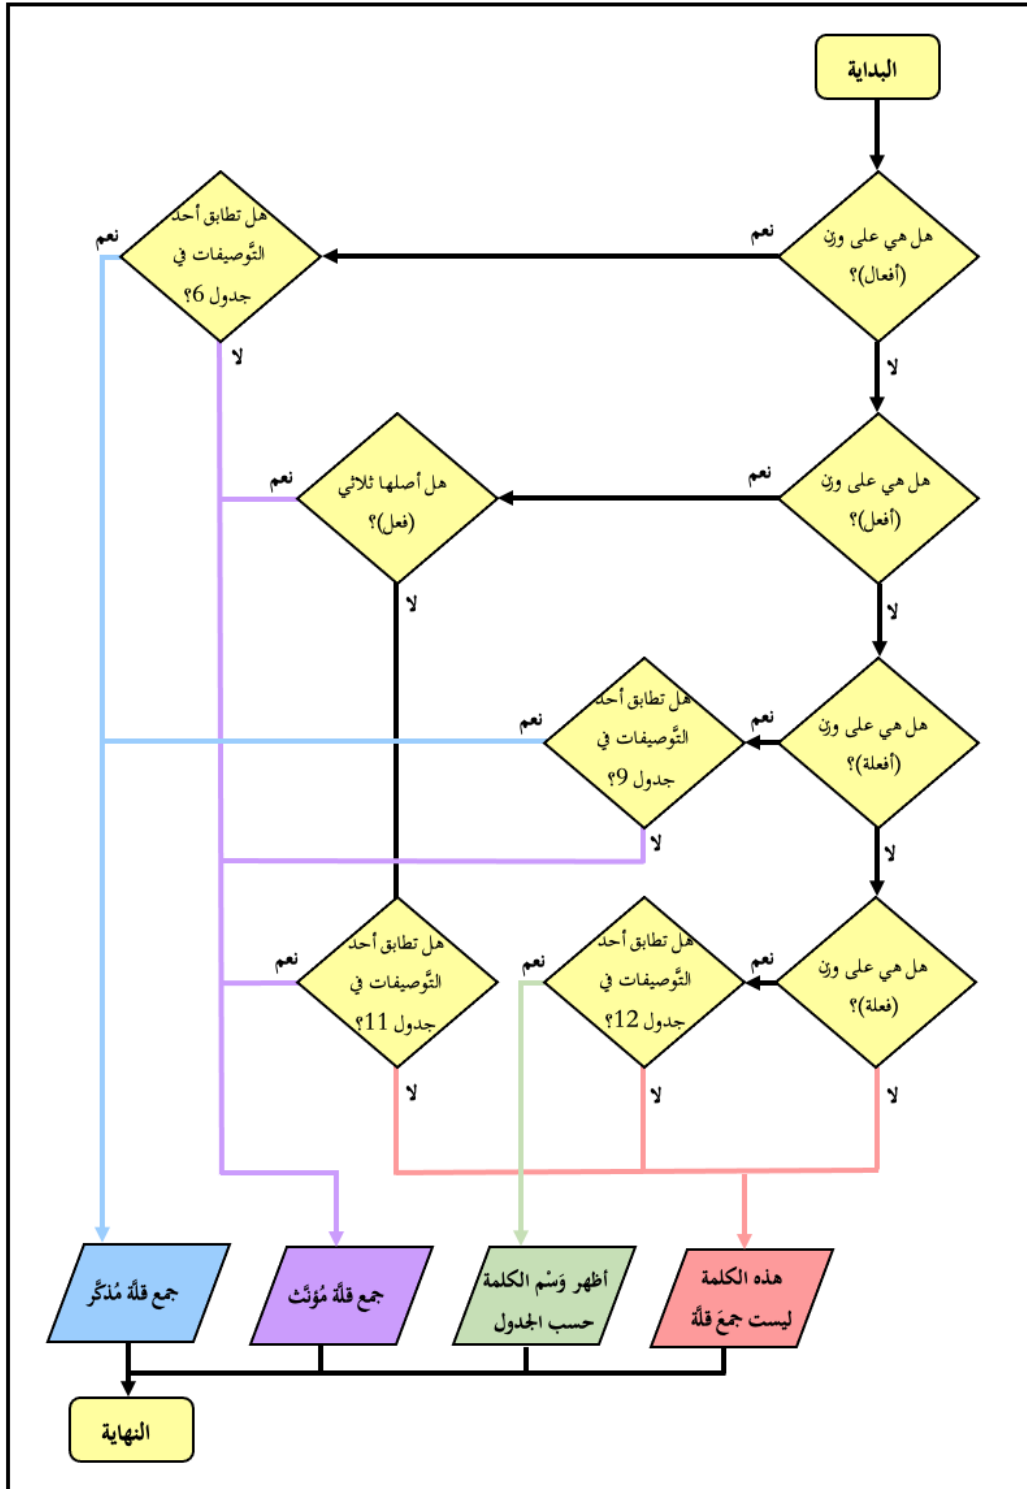 البداية
هل هي على وزن
(أفعال)؟
نعم
لا
هل تطابق أحد
التَّوصيفات في
جدول 6؟
نعم
لا
هل هي على وزن
(أفعل)؟
نعم
لا
هل أصلها ثلاثي
(فعل)؟
نعم
لا
هل هي على وزن
(أفعلة)؟
نعم
لا
هل تطابق أحد
التَّوصيفات في
جدول 9؟
نعم
لا
هل هي على وزن
(فعلة)؟
نعم
لا
هل تطابق أحد
التَّوصيفات في
جدول 12؟
نعم
لا
هل تطابق أحد
التَّوصيفات في
جدول 11؟
نعم
لا
هذه الكلمة
ليست جمعَ قلَّة
أظهر وَسْم الكلمة
حسب الجدول
جمع قلَّة مُؤنَّث
جمع قلَّة مُذكَّر
النهاية